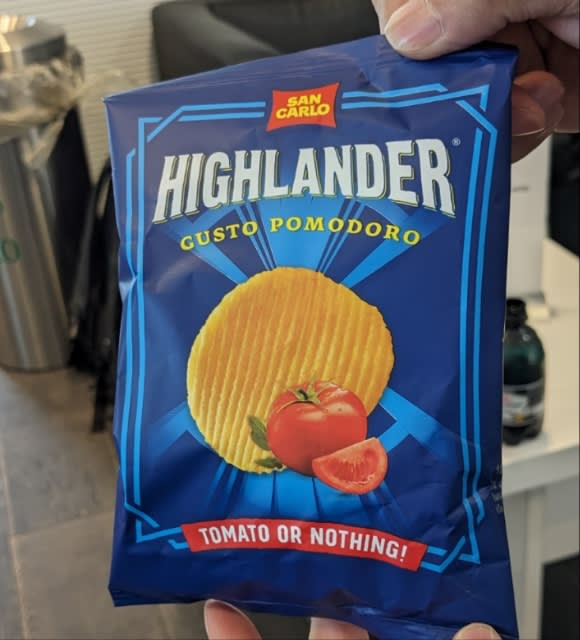 SAN
CARLO
HIGHLANDER®
GUSTO POMODORO
TOMATO OR NOTHING!